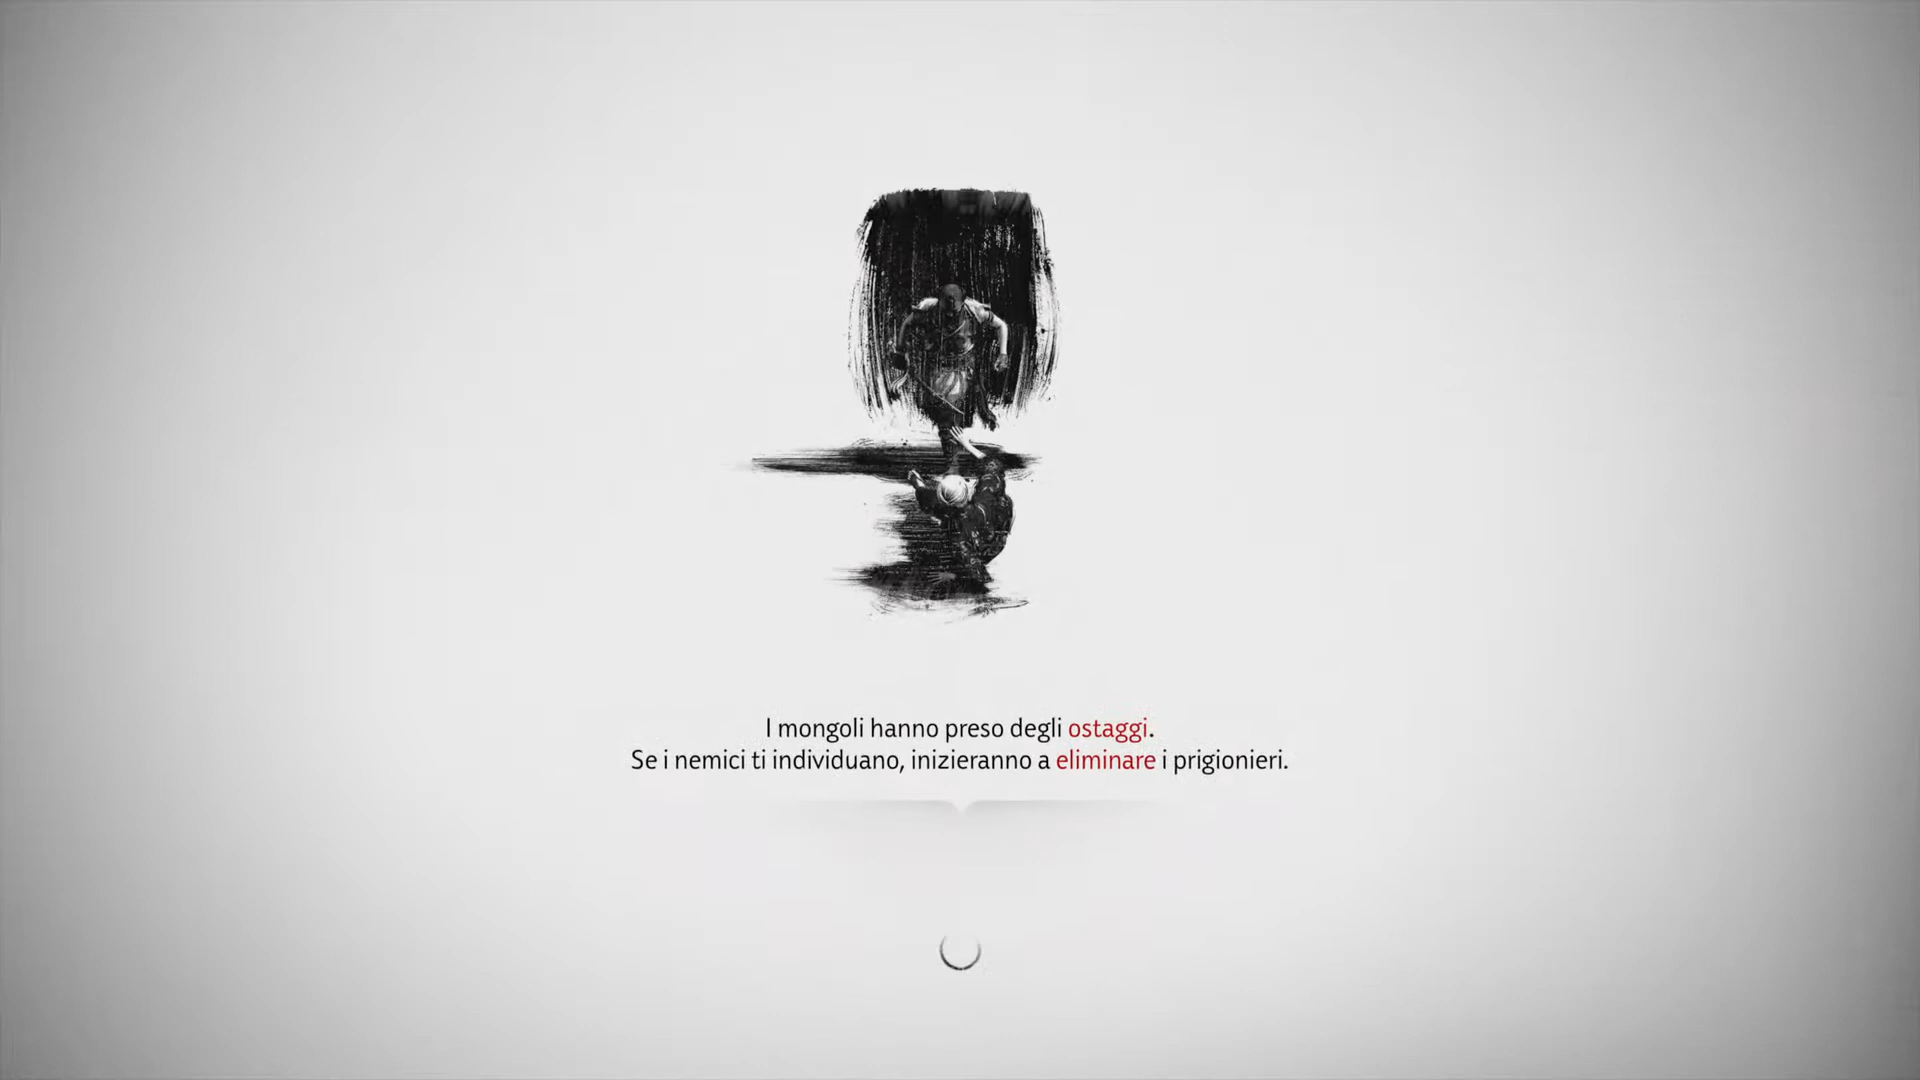 I mongoli hanno preso degli ostaggi.
Se i nemici ti individuano, inizieranno a eliminare i prigionieri.